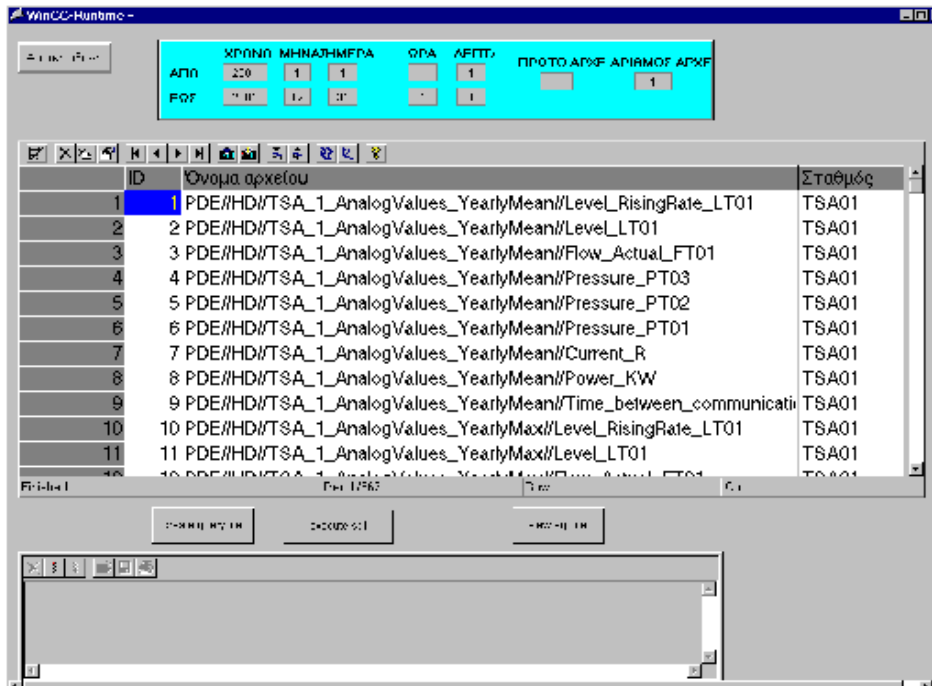 WinCC-Runtime -
ΧΡΟΝΟ ΜΗΝΑΣ ΗΜΕΡΑ ΩΡΑ ΛΕΠΤΑ
ΠΡΩΤΟ ΑΡΧΕ ΑΡΙΘΜΟΣ ΑΡΧΕ
ΑΠΟ 1 1 1
1
ΕΩΣ
ID Όνομα αρχείου Σταθμός
1 1 PDE//HD//TSA_1_AnalogValues_YearlyMean//Level_RisingRate_LT01 TSA01
2 2 PDE//HD//TSA_1_AnalogValues_YearlyMean//Level_LT01 TSA01
3 3 PDE//HD//TSA_1_AnalogValues_YearlyMean//Flow_Actual_FT01 TSA01
4 4 PDE//HD//TSA_1_AnalogValues_YearlyMean//Pressure_PT03 TSA01
5 5 PDE//HD//TSA_1_AnalogValues_YearlyMean//Pressure_PT02 TSA01
6 6 PDE//HD//TSA_1_AnalogValues_YearlyMean//Pressure_PT01 TSA01
7 7 PDE//HD//TSA_1_AnalogValues_YearlyMean//Current_R TSA01
8 8 PDE//HD//TSA_1_AnalogValues_YearlyMean//Power_KW TSA01
9 9 PDE//HD//TSA_1_AnalogValues_YearlyMean//Time_between_communicati TSA01
10 10 PDE//HD//TSA_1_AnalogValues_YearlyMax//Level_RisingRate_LT01 TSA01
11 11 PDE//HD//TSA_1_AnalogValues_YearlyMax//Level_LT01 TSA01
Finished
execute sql